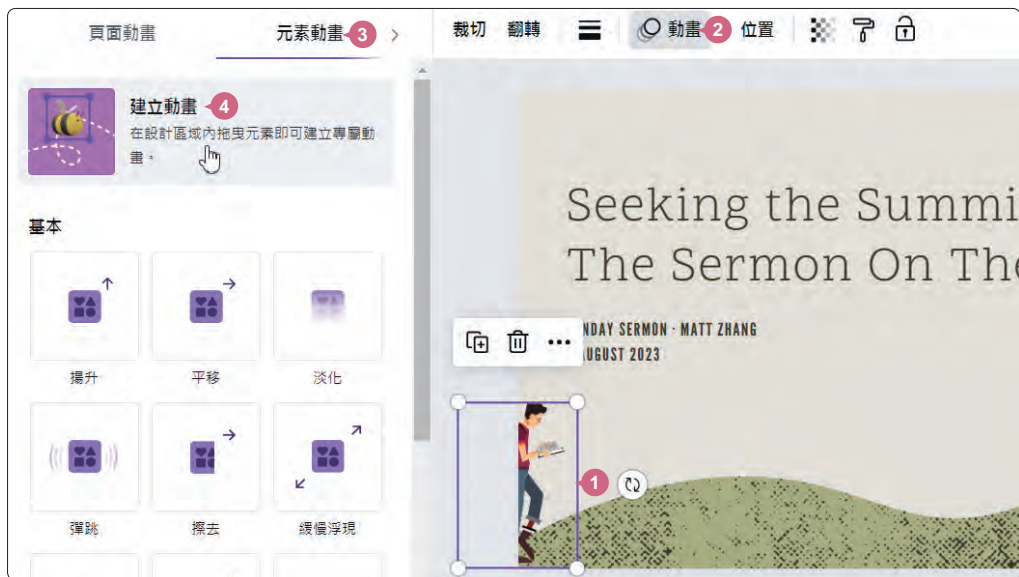 頁面動畫
元素動畫 3 >
裁切 翻轉 動畫 2 位置
建立動畫 4
在設計區域內拖曳元素即可建立專屬動
畫。
基本
揚升 平移 淡化
彈跳 擦去 緩慢浮現
Seeking the Summi
The Sermon On The
NDAY SERMON · MATT ZHANG
AUGUST 2023
1